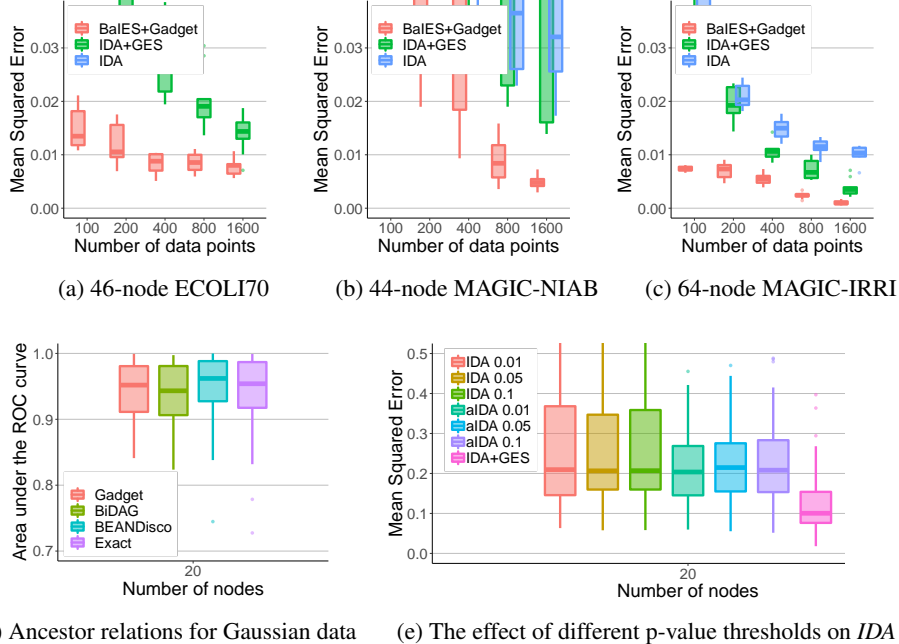 Mean Squared Error
0.03
0.02
0.01
0.00
BaIES+Gadget
IDA+GES
IDA
100 200 400 800 1600
Number of data points
(a) 46-node ECOLI70
Mean Squared Error
0.03
0.02
0.01
0.00
BaIES+Gadget
IDA+GES
IDA
100 200 400 800 1600
Number of data points
(b) 44-node MAGIC-NIAB
Mean Squared Error
0.03
0.02
0.01
0.00
BaIES+Gadget
IDA+GES
IDA
100 200 400 800 1600
Number of data points
(c) 64-node MAGIC-IRRI
Area under the ROC curve
1.0
0.9
0.8
0.7
Gadget
BiDAG
BEANDisco
Exact
20
Number of nodes
) Ancestor relations for Gaussian data
Mean Squared Error
0.5
0.4
0.3
0.2
0.1
0.0
IDA 0.01
IDA 0.05
IDA 0.1
aIDA 0.01
aIDA 0.05
aIDA 0.1
IDA+GES
20
Number of nodes
(e) The effect of different p-value thresholds on IDA